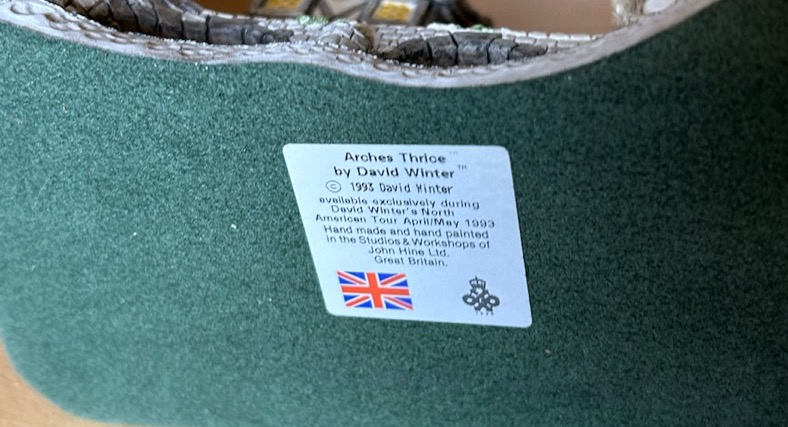 Arches Thrice™
by David Winter™
© 1993 David Winter
available exclusively during
David Winter's North
American Tour April/May 1993
Hand made and hand painted
in the Studios & Workshops of
John Hine Ltd.
Great Britain.